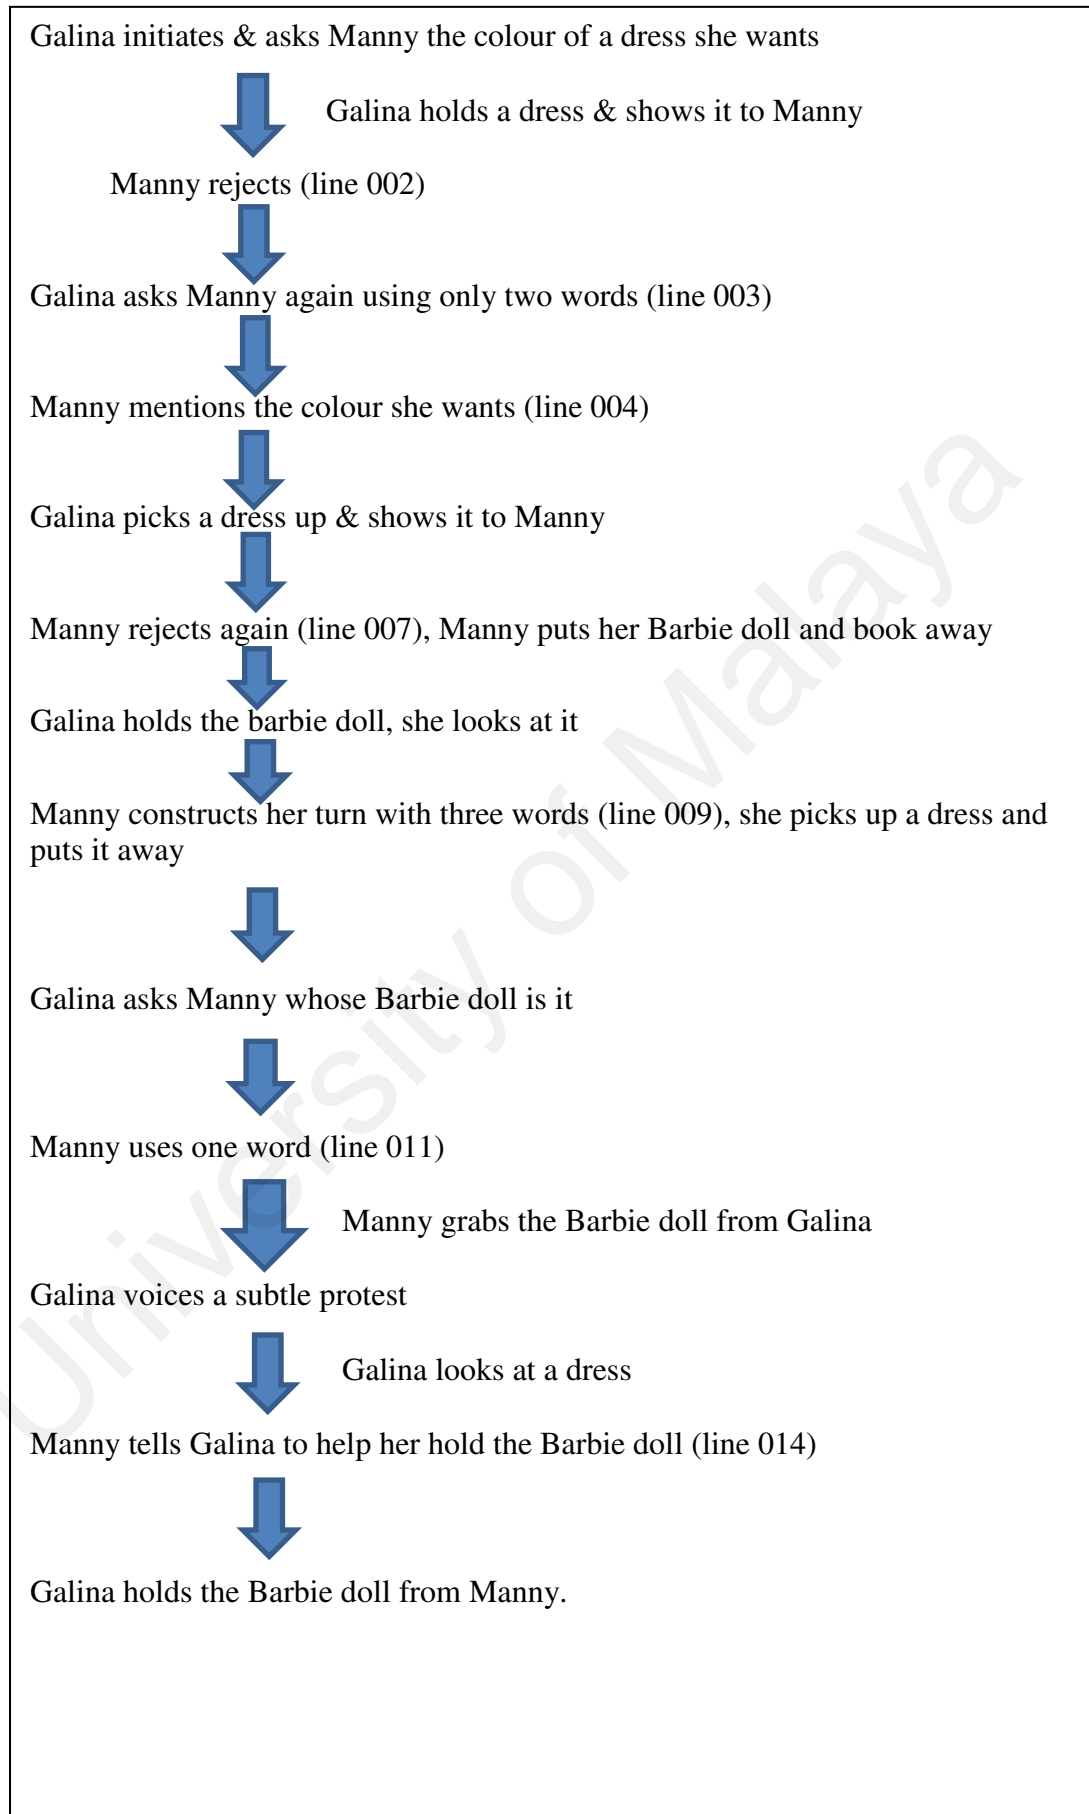 Galina initiates & asks Manny the colour of a dress she wants
Galina holds a dress & shows it to Manny
Manny rejects (line 002)
Galina asks Manny again using only two words (line 003)
Manny mentions the colour she wants (line 004)
Galina picks a dress up & shows it to Manny
Manny rejects again (line 007), Manny puts her Barbie doll and book away
Galina holds the barbie doll, she looks at it
Manny constructs her turn with three words (line 009), she picks up a dress and
puts it away
Galina asks Manny whose Barbie doll is it
Manny uses one word (line 011)
Manny grabs the Barbie doll from Galina
Galina voices a subtle protest
Galina looks at a dress
Manny tells Galina to help her hold the Barbie doll (line 014)
Galina holds the Barbie doll from Manny.
University of Malaya